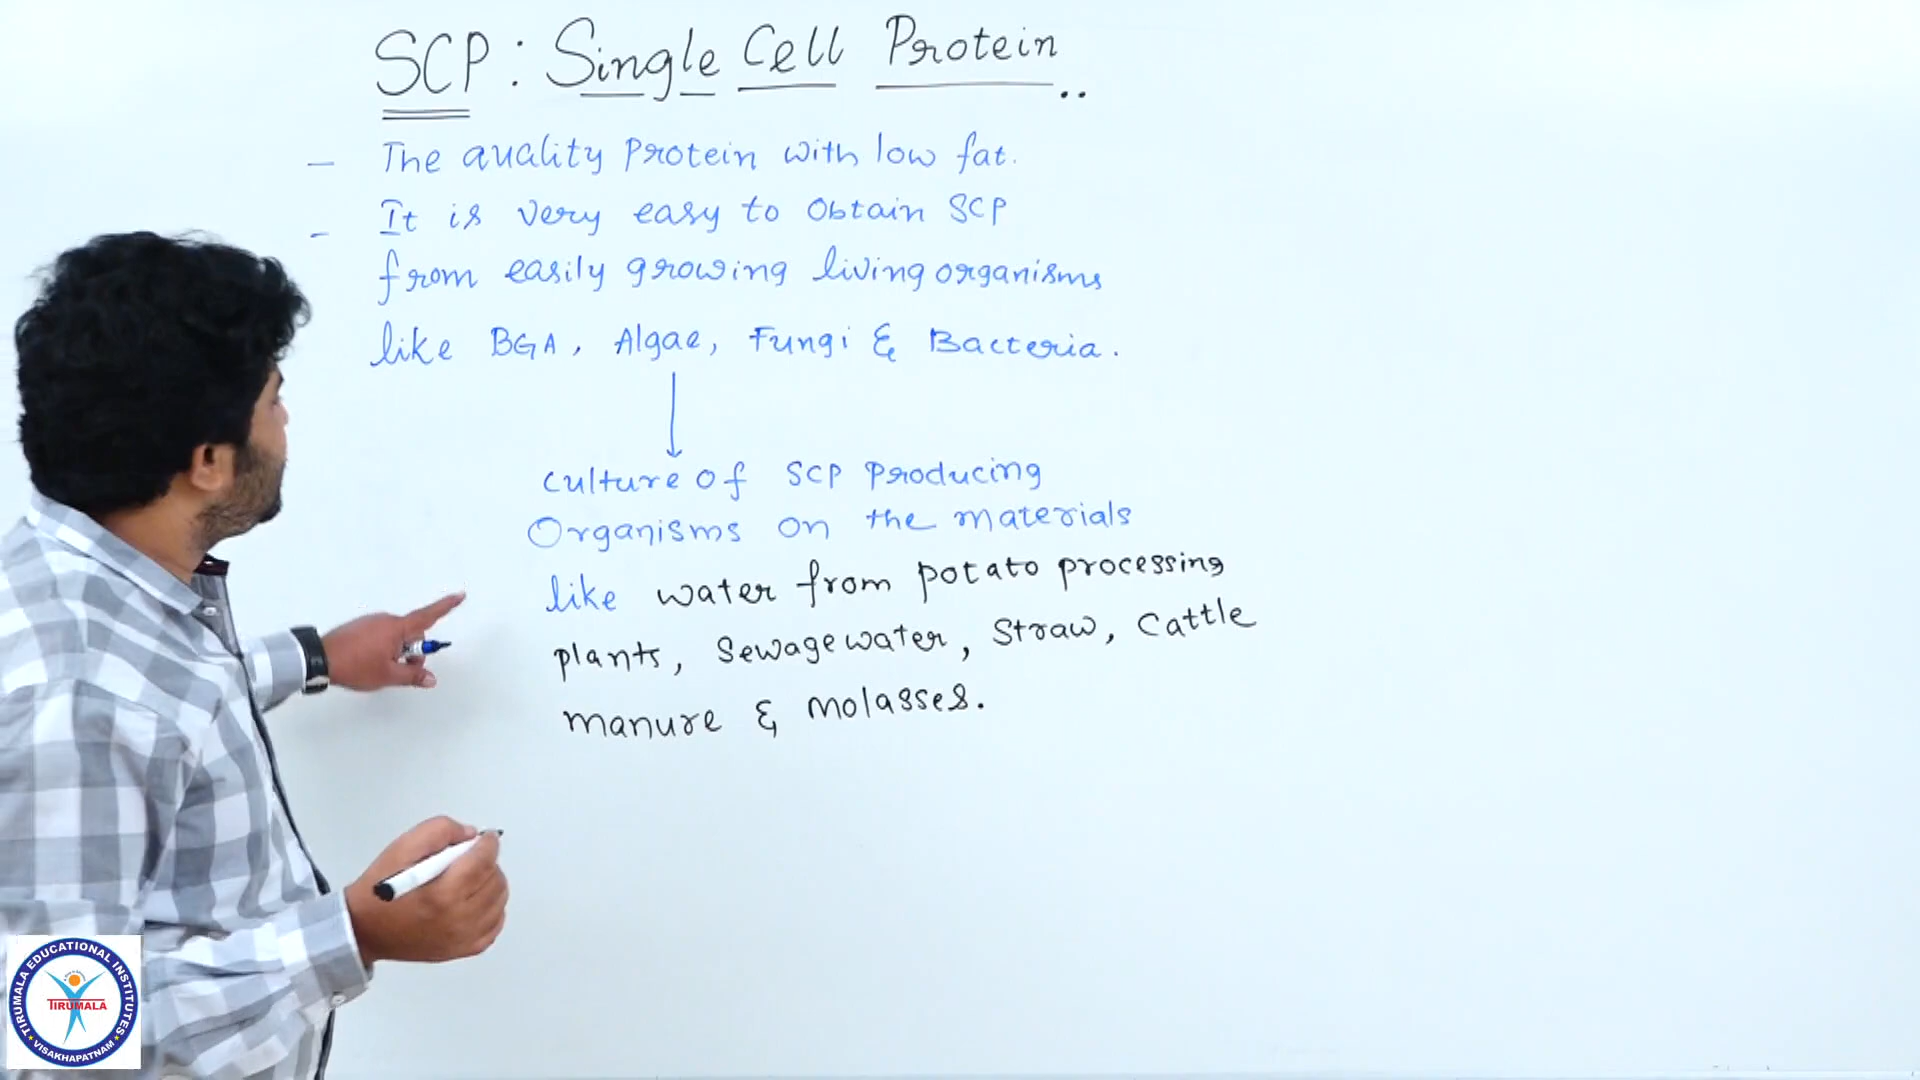 SCP : Single Cell Protein ..
- The quality protein with low fat.
- It is very easy to obtain SCP
from easily growing living organisms
like BGA, Algae, Fungi & Bacteria.
culture of SCP producing
Organisms on the materials
like water from potato processing
plants, Sewage water, Straw, Cattle
manure & molasses.
TIRUMALA EDUCATIONAL INSTITUTES
TIRUMALA
VISAKHAPATNAM